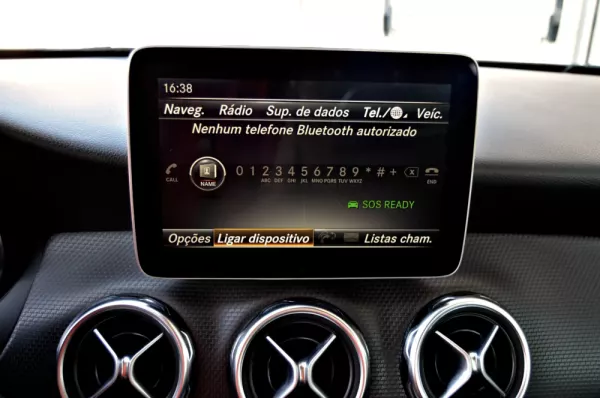 16:38
Naveg. Rádio Sup. de dados Tel./ Veíc.
Nenhum telefone Bluetooth autorizado
CALL NAME 0 1 2 3 4 5 6 7 8 9 * # + X END
ABC DEF GHI JKL MNO PQRS TUV WXYZ
SOS READY
Opções Ligar dispositivo Listas cham.